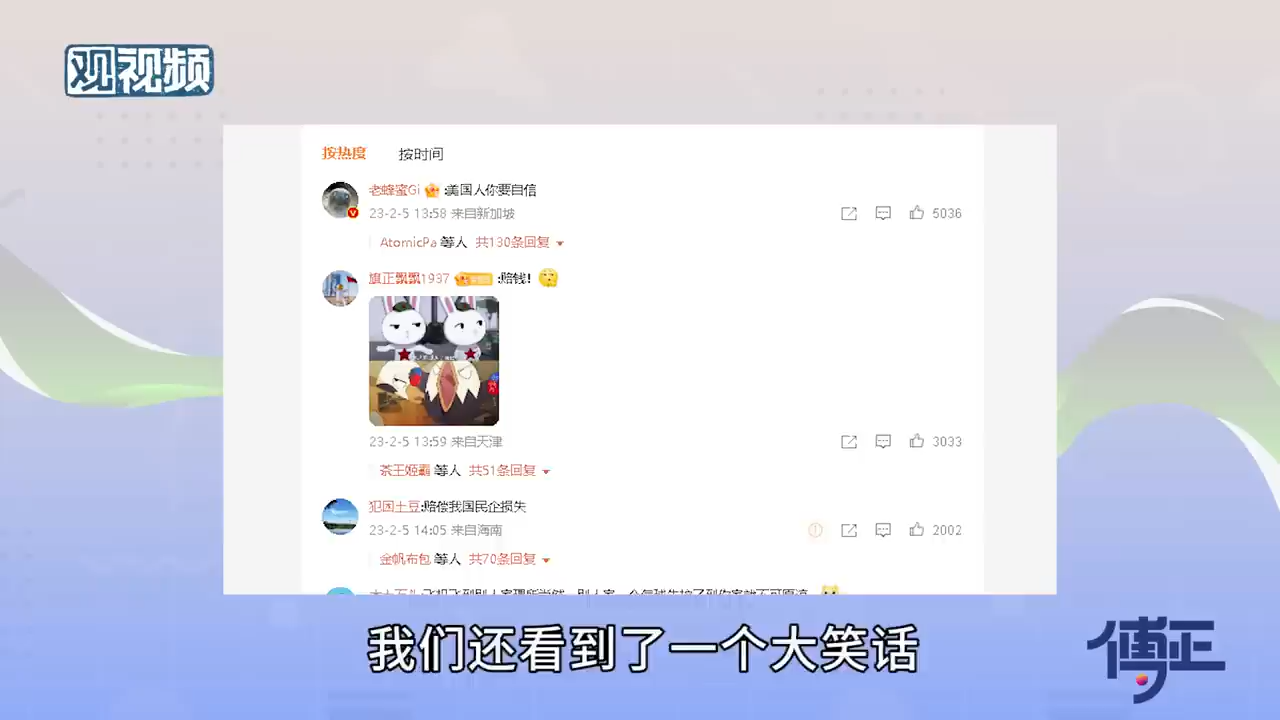 观视频
按热度 按时间
老蜂蜜Gi :美国人你要自信
23-2-5 13:58 来自新加坡
5036
AtomicPa 等人 共130条回复
旗正飘飘1937 :赔钱!
23-2-5 13:59 来自天津
3033
茶王姬霸 等人 共51条回复
犯困土豆:赔偿我国民企损失
23-2-5 14:05 来自海南
2002
金帆布包 等人 共70条回复
我们还看到了一个大笑话
傅正